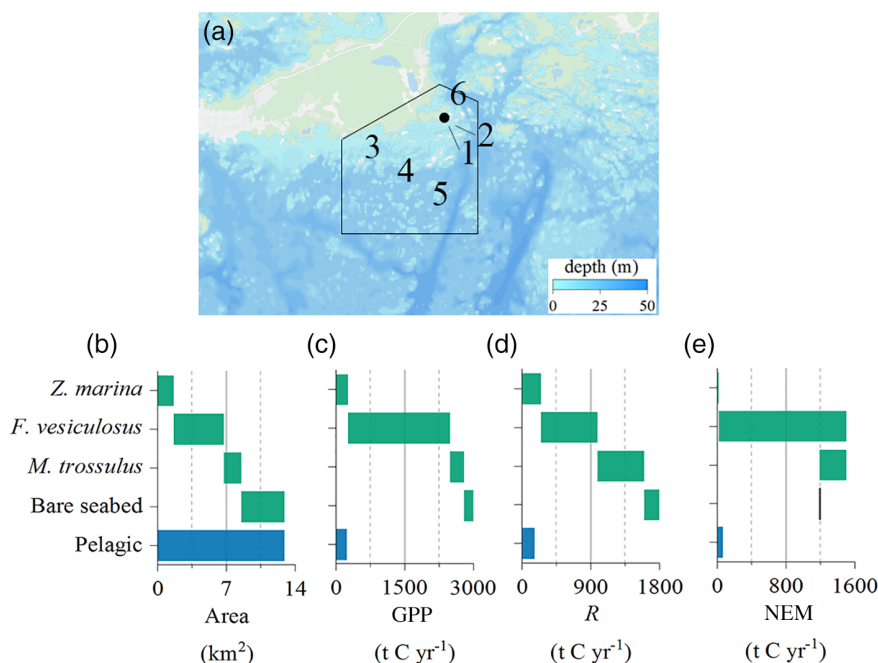 (a)
6
2
1
3
4
5
depth (m)
0 25 50
(b) (c) (d) (e)
Z. marina
F. vesiculosus
M. trossulus
Bare seabed
Pelagic
0 7 14 0 1500 3000 0 900 1800 0 800 1600
Area GPP R NEM
(km²) (t C yr⁻¹) (t C yr⁻¹) (t C yr⁻¹)